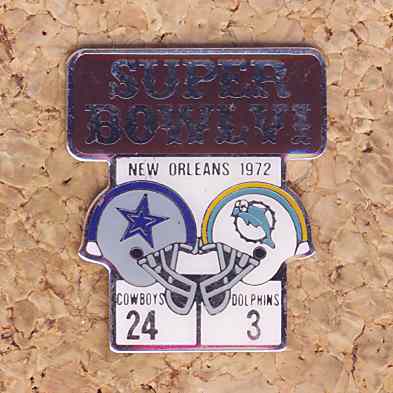 SUPER
BOWL VI
NEW ORLEANS 1972
COWBOYS DOLPHINS
24 3